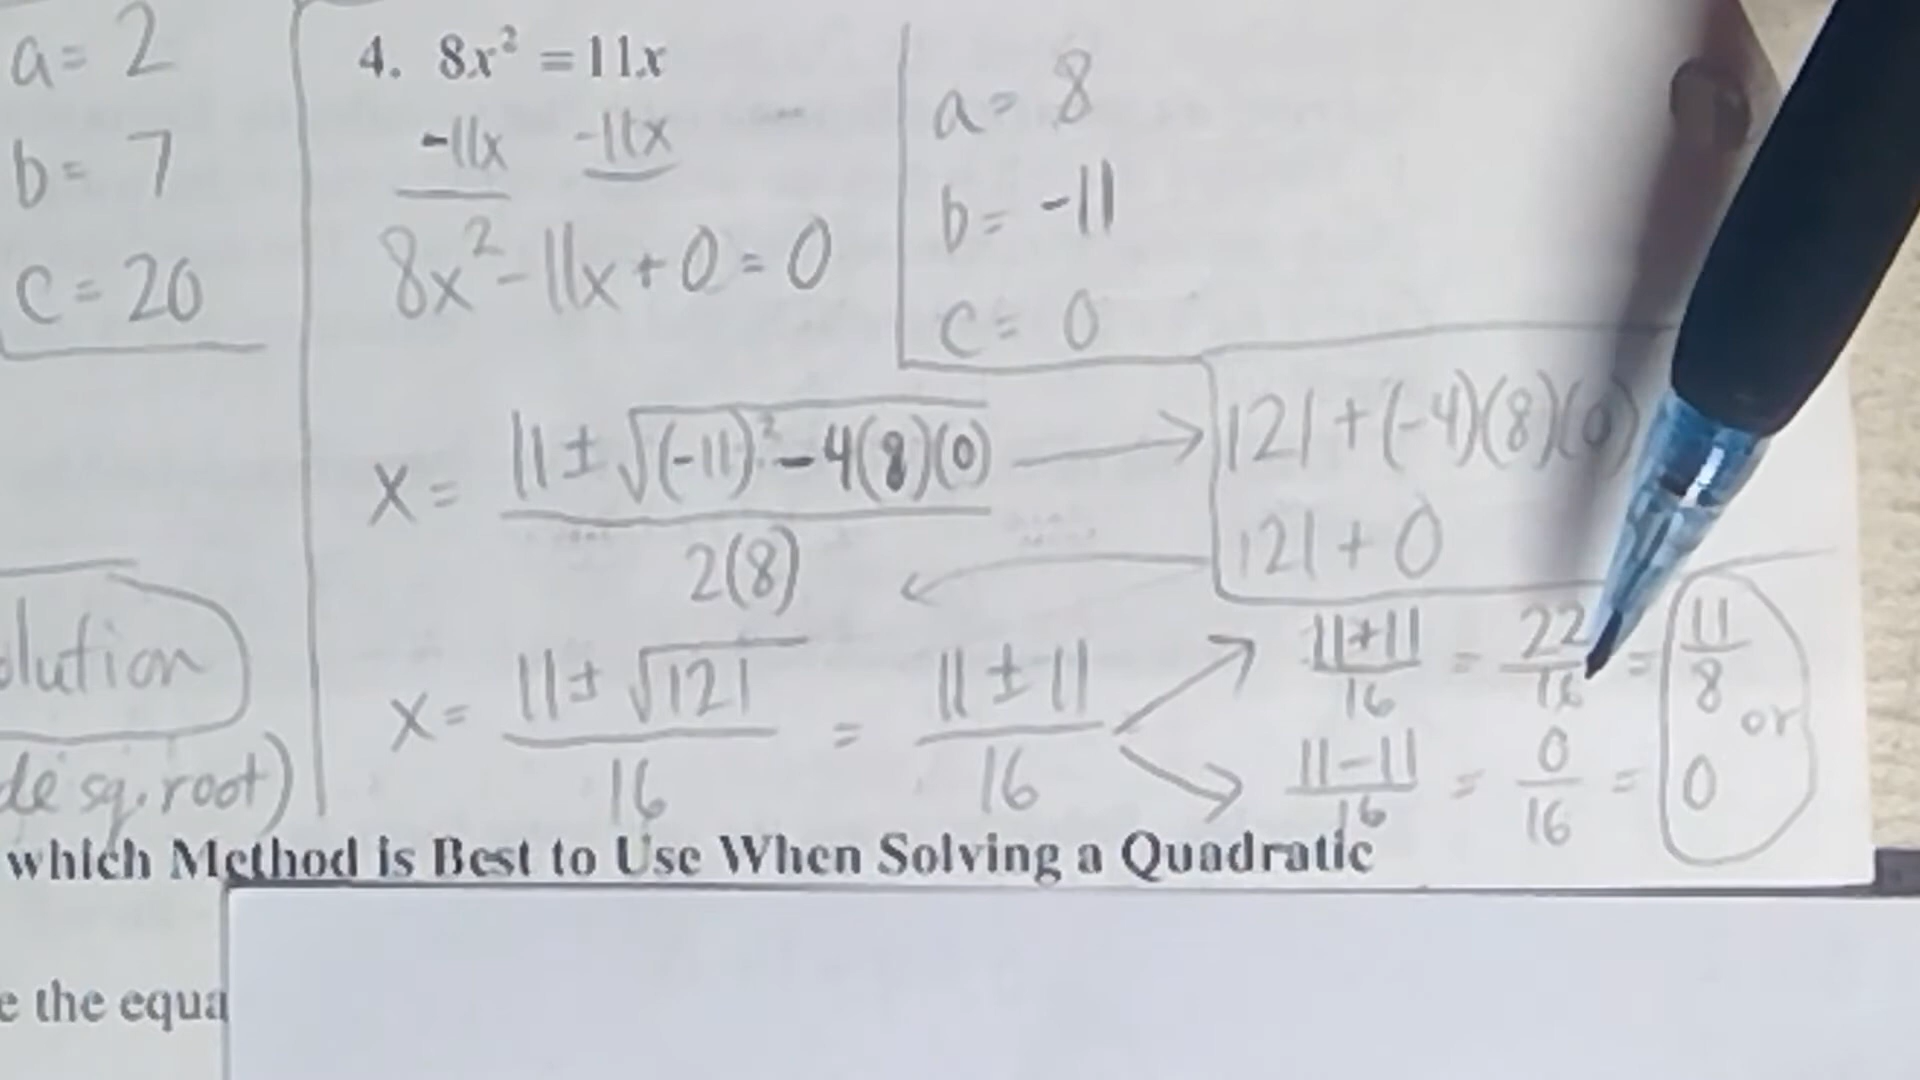 a = 2
b = 7
c = 20
olution
de sq. root)
4. 8x² = 11x
-11x -11x
8x² - 11x + 0 = 0
a = 8
b = -11
c = 0
x = 11 ± √(-11)² - 4(8)(0) / 2(8)
121 + (-4)(8)(0)
121 + 0
x = 11 ± √121 / 16 = 11 ± 11 / 16
11+11 / 16 = 22 / 16 = 11 / 8
or
11-11 / 16 = 0 / 16 = 0
which Method is Best to Use When Solving a Quadratic
e the equa